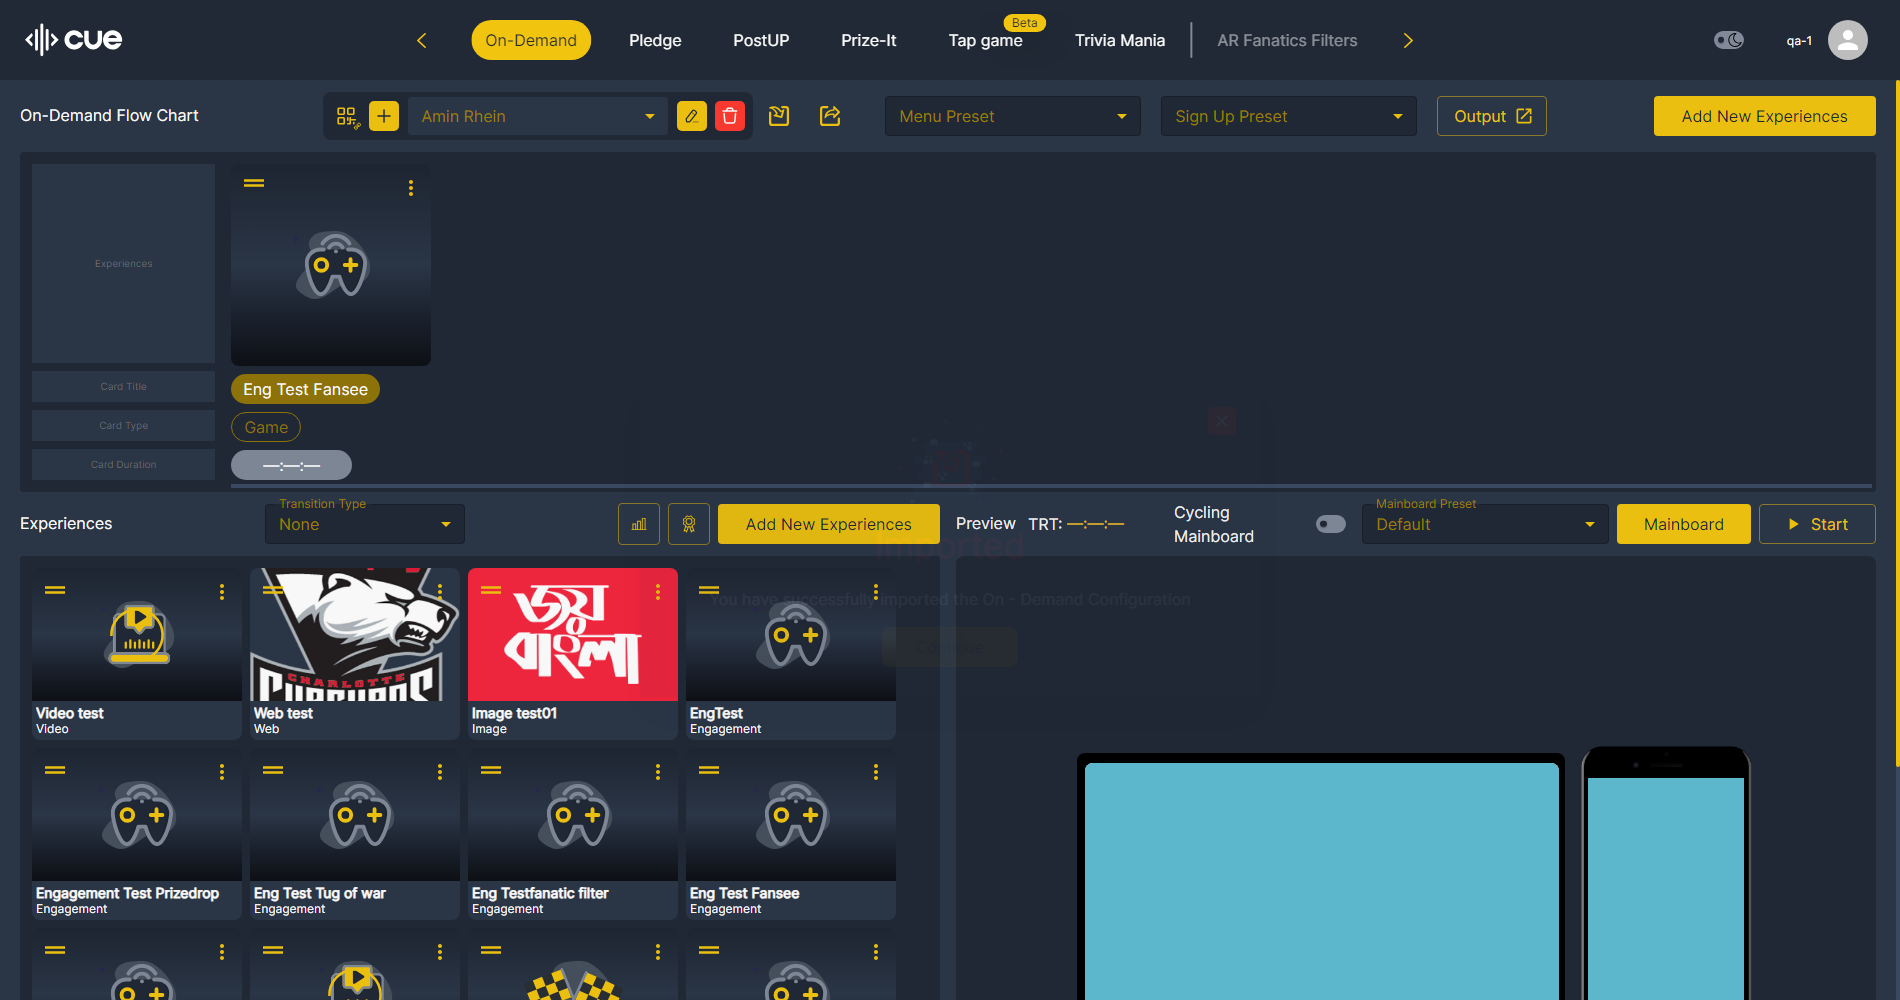 cue
On-Demand
Pledge
PostUP
Prize-It
Tap game
Beta
Trivia Mania
AR Fanatics Filters
qa-1
On-Demand Flow Chart
Amin Rhein
Menu Preset
Sign Up Preset
Output
Add New Experiences
Experiences
Card Title
Card Type
Card Duration
Eng Test Fansee
Game
—:—:—
Experiences
Transition Type
None
Add New Experiences
Preview
TRT: —:—:—
Cycling
Mainboard
Mainboard Preset
Default
Mainboard
Start
Imported
You have successfully imported the On - Demand Configuration
Continue
CHARLOTTE
জয়
বাংলা
Video test
Video
Web test
Web
Image test01
Image
EngTest
Engagement
Engagement Test Prizedrop
Engagement
Eng Test Tug of war
Engagement
Eng Testfanatic filter
Engagement
Eng Test Fansee
Engagement